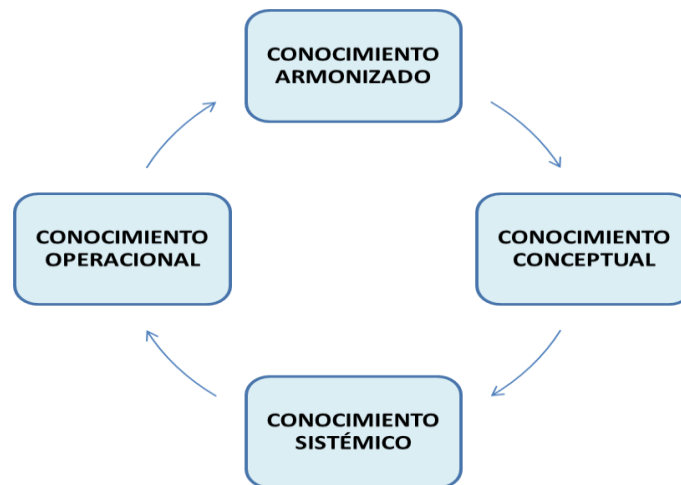 CONOCIMIENTO
ARMONIZADO
CONOCIMIENTO
OPERACIONAL
CONOCIMIENTO
CONCEPTUAL
CONOCIMIENTO
SISTÉMICO